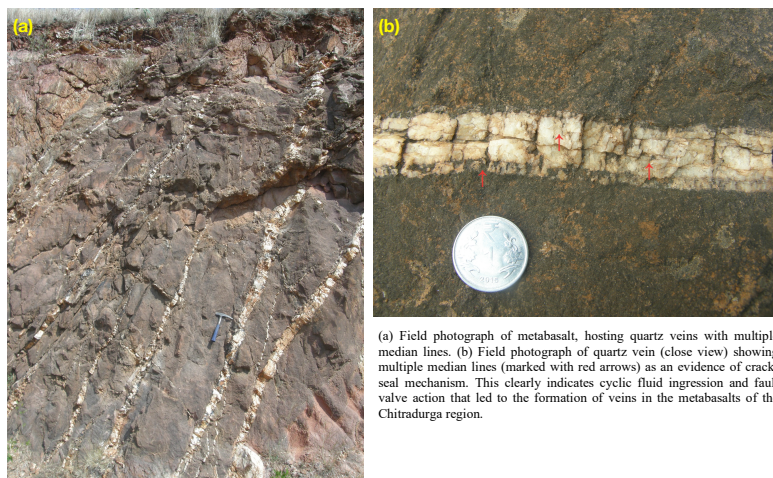 (a)
(b)
(a) Field photograph of metabasalt, hosting quartz veins with multipl
median lines. (b) Field photograph of quartz vein (close view) showing
multiple median lines (marked with red arrows) as an evidence of crack
seal mechanism. This clearly indicates cyclic fluid ingression and faul
valve action that led to the formation of veins in the metabasalts of th
Chitradurga region.